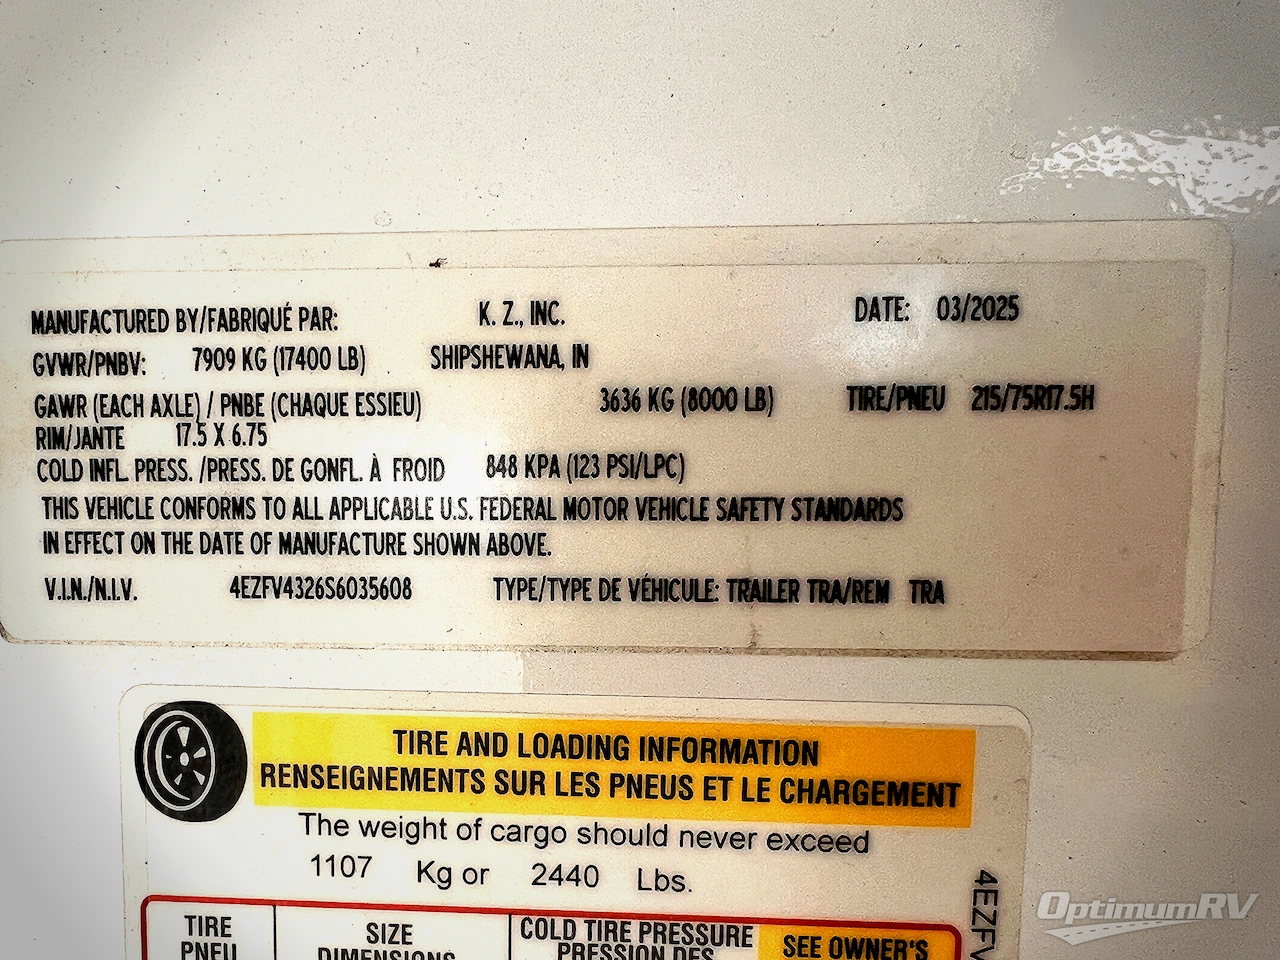 MANUFACTURED BY/FABRIQUÉ PAR: K. Z., INC. DATE: 03/2025
GVWR/PNBV: 7909 KG (17400 LB) SHIPSHEWANA, IN
GAWR (EACH AXLE) / PNBE (CHAQUE ESSIEU) 3636 KG (8000 LB) TIRE/PNEU 215/75R17.5H
RIM/JANTE 17.5 X 6.75
COLD INFL. PRESS. /PRESS. DE GONFL. À FROID 848 KPA (123 PSI/LPC)
THIS VEHICLE CONFORMS TO ALL APPLICABLE U.S. FEDERAL MOTOR VEHICLE SAFETY STANDARDS
IN EFFECT ON THE DATE OF MANUFACTURE SHOWN ABOVE.
V.I.N./N.I.V. 4EZFV4326S6035608 TYPE/TYPE DE VÉHICULE: TRAILER TRA/REM TRA
TIRE AND LOADING INFORMATION
RENSEIGNEMENTS SUR LES PNEUS ET LE CHARGEMENT
The weight of cargo should never exceed
1107 Kg or 2440 Lbs.
TIRE SIZE COLD TIRE PRESSURE SEE OWNER'S
PNEU DIMENSIONS PRESSION DES
4EZFV
OptimumRV